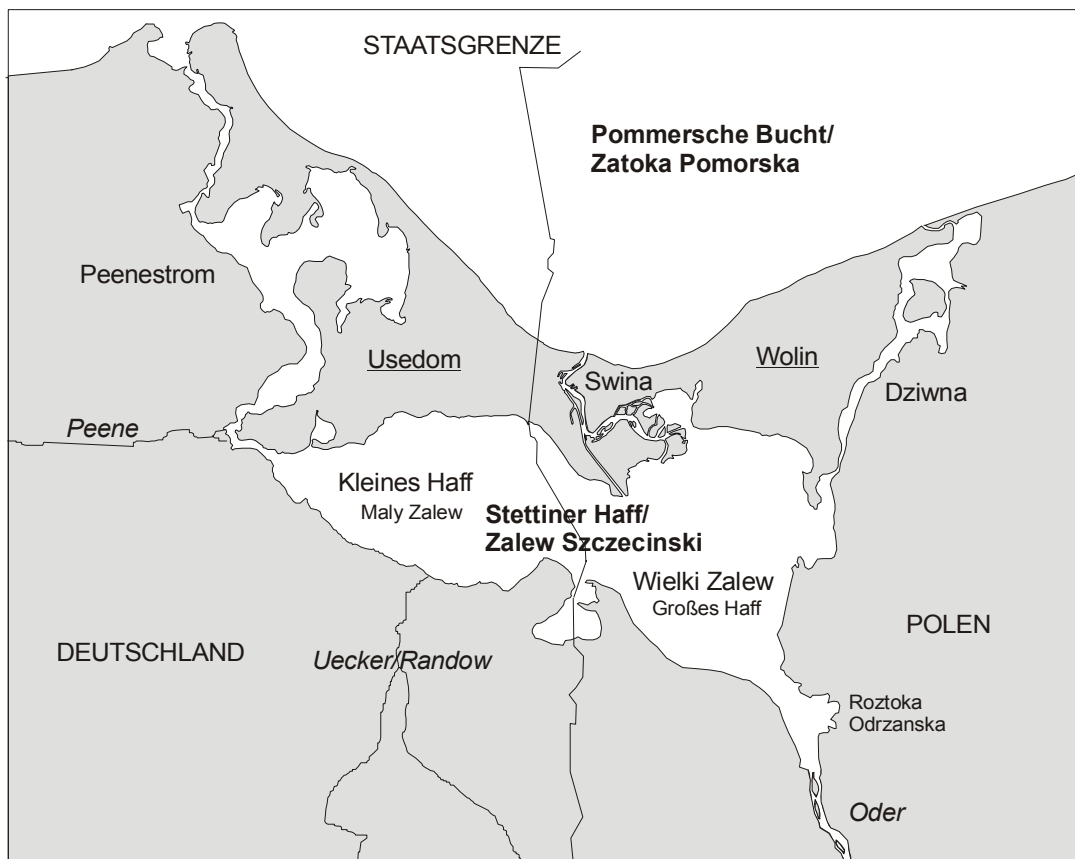 STAATSGRENZE
Pommersche Bucht/
Zatoka Pomorska
Peenestrom
Usedom
Swina
Wolin
Dziwna
Peene
Kleines Haff
Maly Zalew
Stettiner Haff/
Zalew Szczecinski
Wielki Zalew
Großes Haff
POLEN
DEUTSCHLAND
Uecker/Randow
Roztoka
Odrzanska
Oder